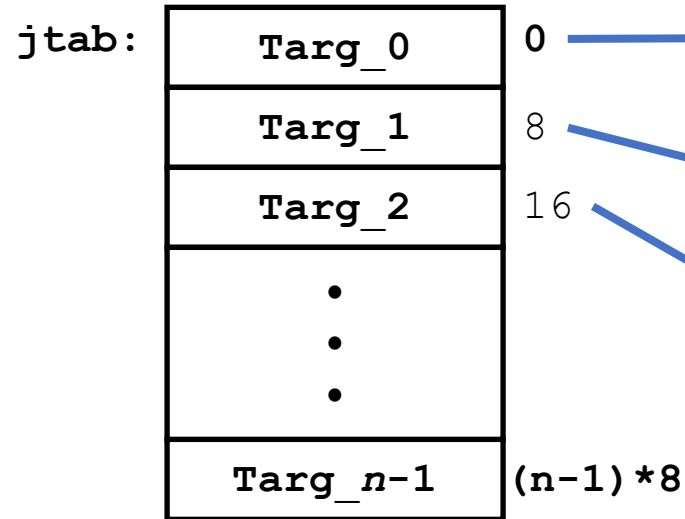 jtab: Targ_0 0
Targ_1 8
Targ_2 16
•
•
•
Targ_n-1 (n-1)*8